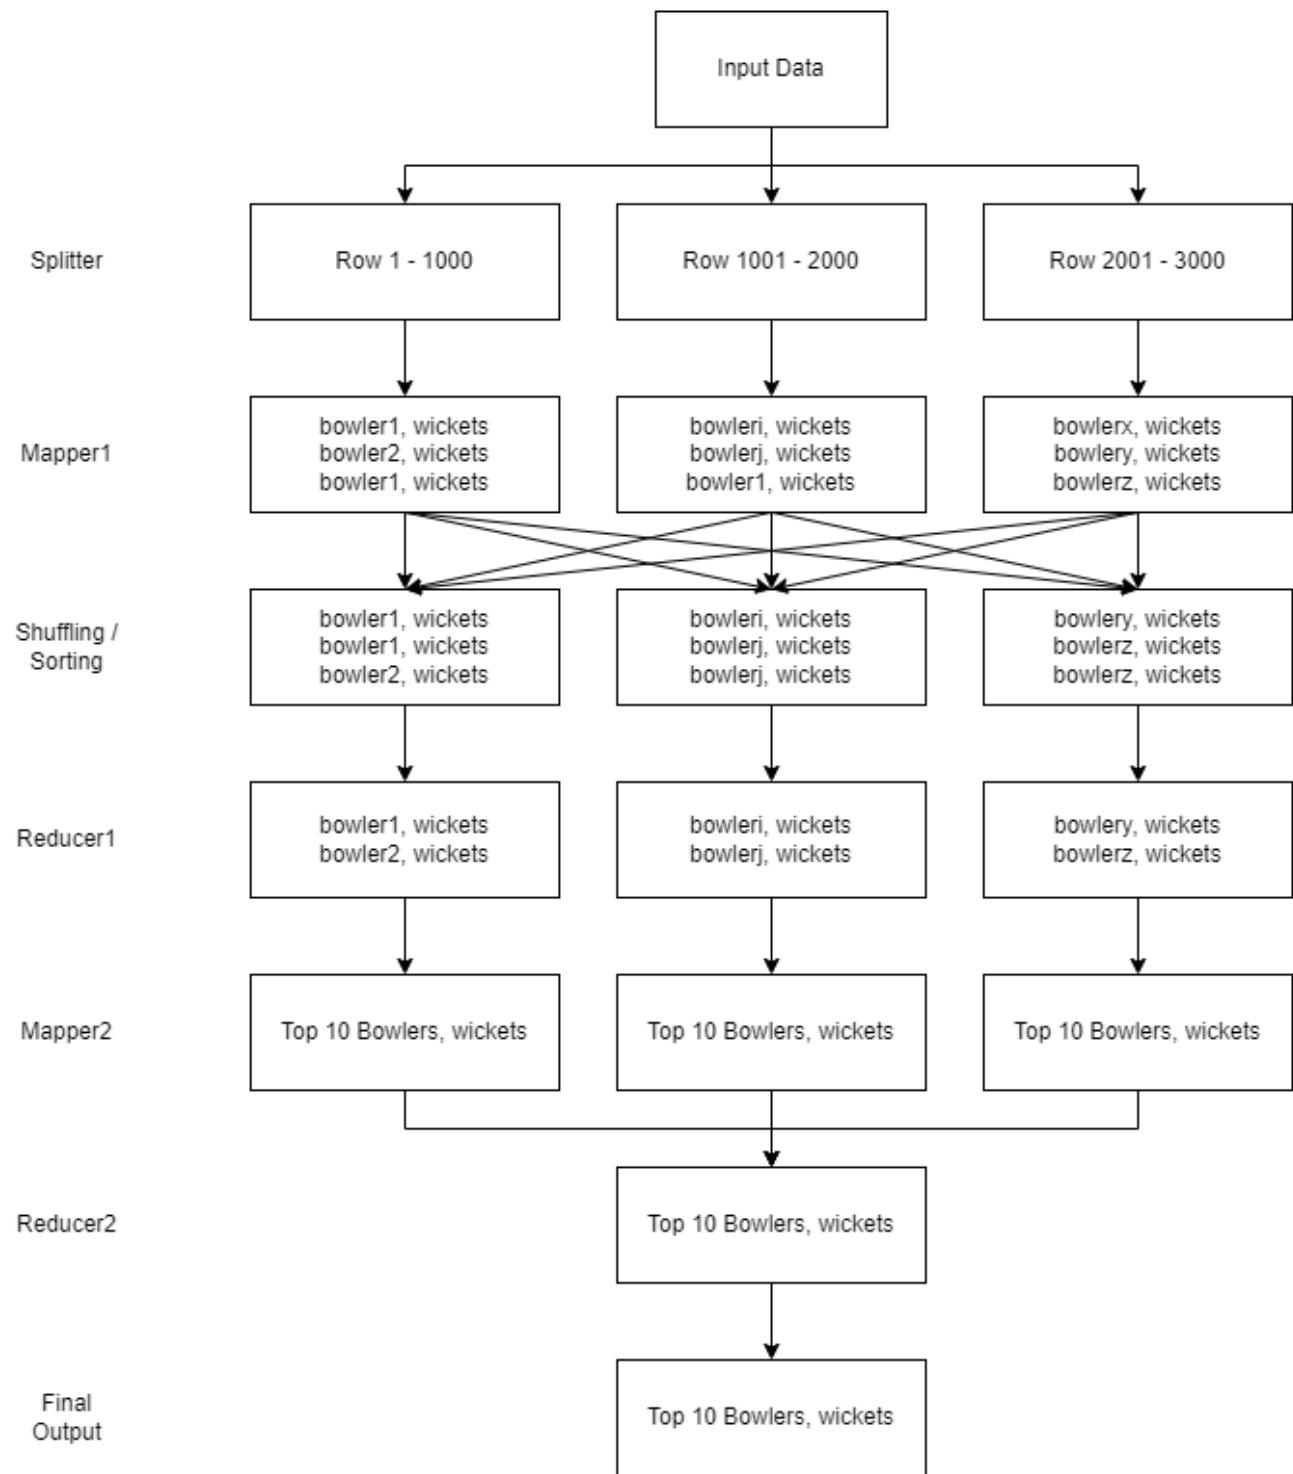 Input Data
Splitter
Row 1 - 1000
Row 1001 - 2000
Row 2001 - 3000
Mapper1
bowler1, wickets
bowler2, wickets
bowler1, wickets
bowleri, wickets
bowlerj, wickets
bowler1, wickets
bowlerx, wickets
bowlery, wickets
bowlerz, wickets
Shuffling /
Sorting
bowler1, wickets
bowler1, wickets
bowler2, wickets
bowleri, wickets
bowlerj, wickets
bowlerj, wickets
bowlery, wickets
bowlerz, wickets
bowlerz, wickets
Reducer1
bowler1, wickets
bowler2, wickets
bowleri, wickets
bowlerj, wickets
bowlery, wickets
bowlerz, wickets
Mapper2
Top 10 Bowlers, wickets
Top 10 Bowlers, wickets
Top 10 Bowlers, wickets
Reducer2
Top 10 Bowlers, wickets
Final
Output
Top 10 Bowlers, wickets